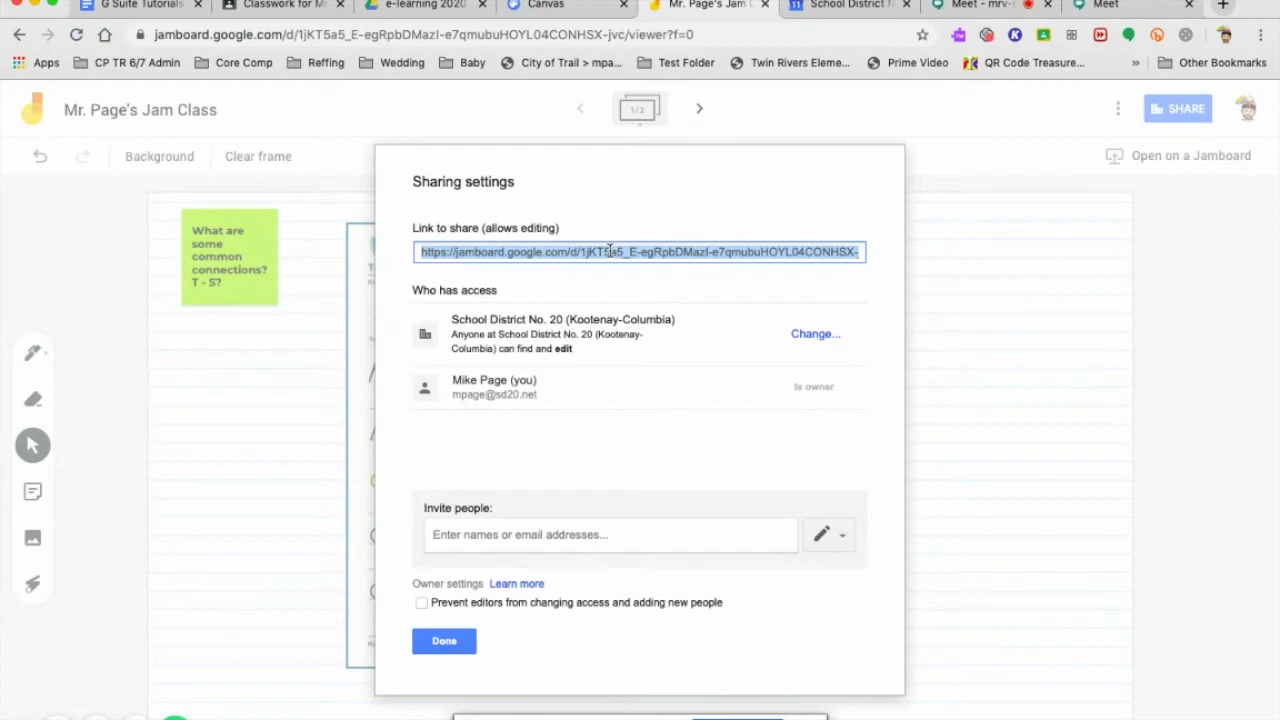 G Suite Tutorials
Classwork for M
e-learning 2020
Canvas
Mr. Page's Jam C
School District N
Meet - mrv-
Meet
jamboard.google.com/d/1jKT5a5_E-egRpbDMazI-e7qmubuHOYL04CONHSX-jvc/viewer?f=0
Apps
CP TR 6/7 Admin
Core Comp
Reffing
Wedding
Baby
City of Trail > mpa...
Test Folder
Twin Rivers Eleme...
Prime Video
QR Code Treasure...
»
Other Bookmarks
Mr. Page's Jam Class
1/2
SHARE
Background
Clear frame
Open on a Jamboard
What are
some
common
connections?
T - S?
Sharing settings
Link to share (allows editing)
https://jamboard.google.com/d/1jKT5a5_E-egRpbDMazI-e7qmubuHOYL04CONHSX-
Who has access
School District No. 20 (Kootenay-Columbia)
Anyone at School District No. 20 (Kootenay-
Columbia) can find and edit
Change...
Mike Page (you)
mpage@sd20.net
Is owner
Invite people:
Enter names or email addresses...
Owner settings Learn more
Prevent editors from changing access and adding new people
Done